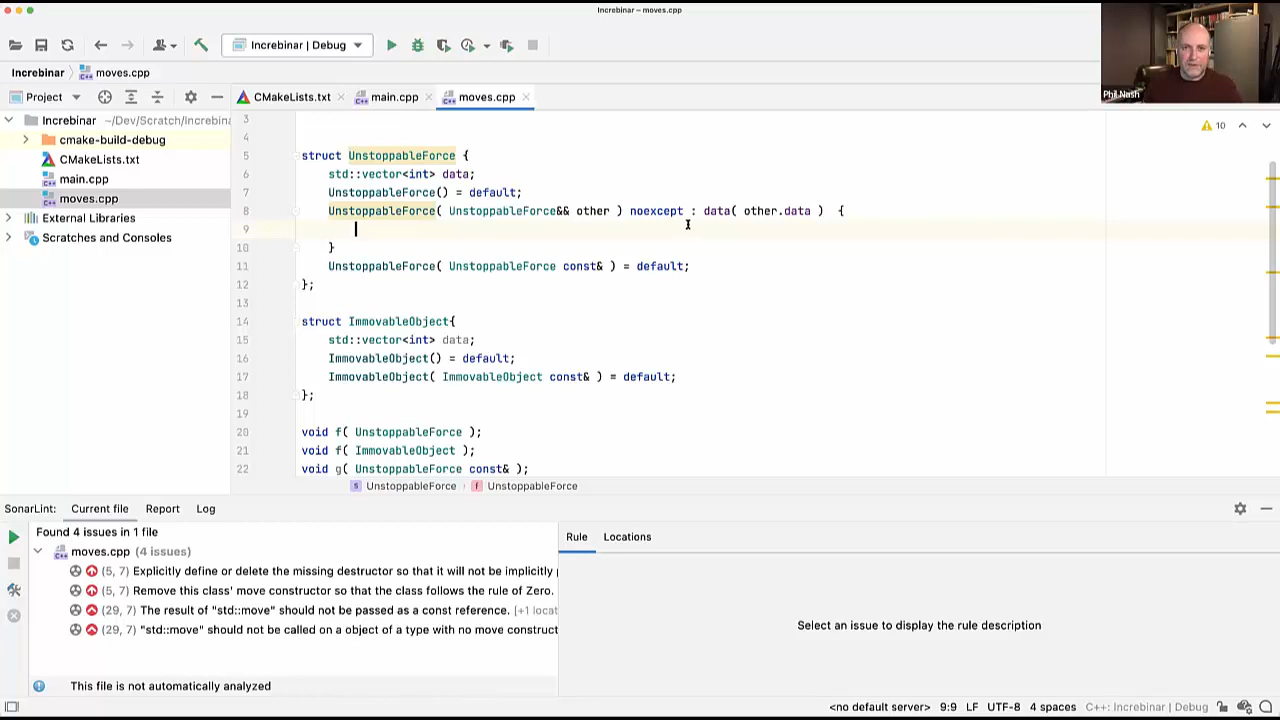 Increbinar – moves.cpp
Increbinar | Debug
Increbinar moves.cpp
Phil Nash
Project
CMakeLists.txt
main.cpp
moves.cpp
Increbinar ~/Dev/Scratch/Increbina
cmake-build-debug
CMakeLists.txt
main.cpp
moves.cpp
External Libraries
Scratches and Consoles
10
3
4
5 struct UnstoppableForce {
6 std::vector<int> data;
7 UnstoppableForce() = default;
8 UnstoppableForce( UnstoppableForce&& other ) noexcept : data( other.data ) {
9
10 }
11 UnstoppableForce( UnstoppableForce const& ) = default;
12 };
13
14 struct ImmovableObject{
15 std::vector<int> data;
16 ImmovableObject() = default;
17 ImmovableObject( ImmovableObject const& ) = default;
18 };
19
20 void f( UnstoppableForce );
21 void f( ImmovableObject );
22 void g( UnstoppableForce const& );
s UnstoppableForce f UnstoppableForce
SonarLint: Current file Report Log
Found 4 issues in 1 file
moves.cpp (4 issues)
(5, 7) Explicitly define or delete the missing destructor so that it will not be implicitly
(5, 7) Remove this class' move constructor so that the class follows the rule of Zero.
(29, 7) The result of "std::move" should not be passed as a const reference. [+1 locat
(29, 7) "std::move" should not be called on a object of a type with no move construct
This file is not automatically analyzed
Rule Locations
Select an issue to display the rule description
<no default server> 9:9 LF UTF-8 4 spaces C++: Increbinar | Debug